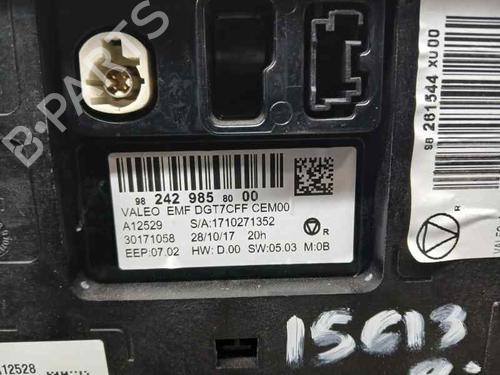 B-PARTS
98 281544 XU 00
98 242 985 80 00
VALEO EMF DGT7CFF CEM00
A12529 S/A:1710271352
30171058 28/10/17 20h
EEP:07.02 HW: D.00 SW:05.03 M:0B
R
R
15613
A12528